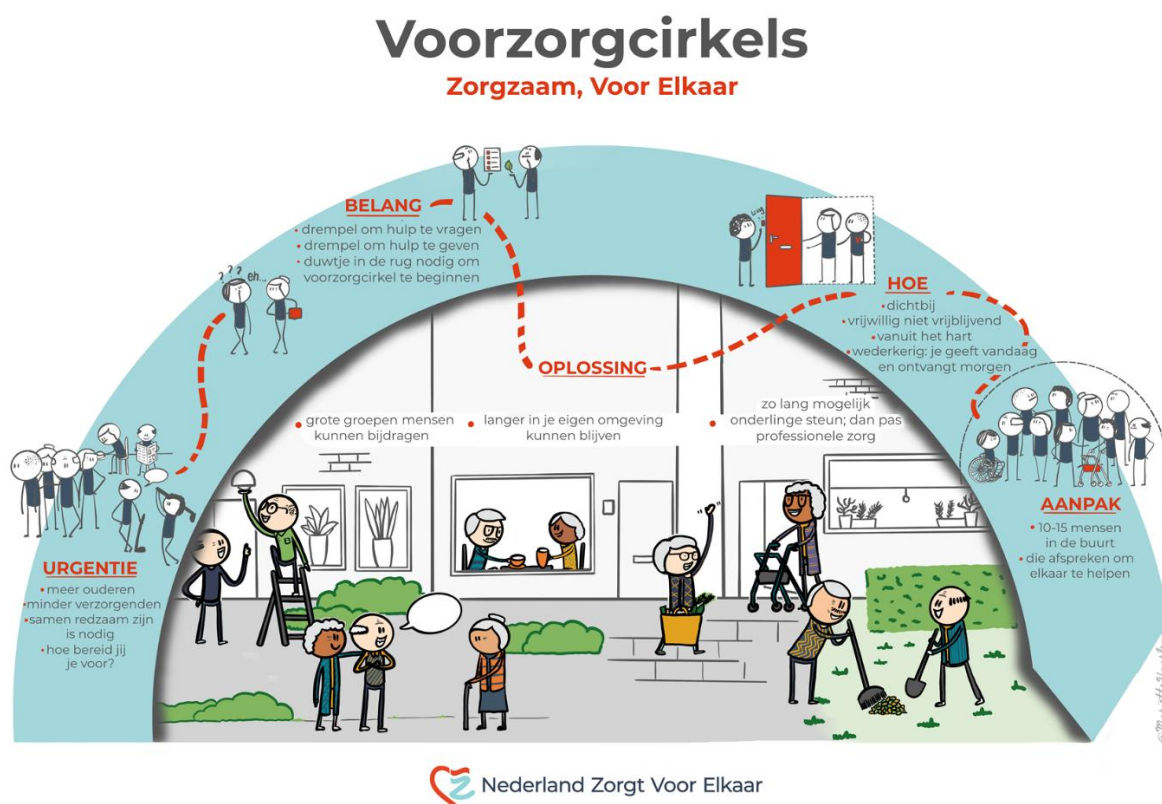 Voorzorgcirkels
Zorgzaam, Voor Elkaar
URGENTIE
• meer ouderen
• minder verzorgenden
• samen redzaam zijn
is nodig
• hoe bereid jij
je voor?
? ? ?
eh...
BELANG
• drempel om hulp te vragen
• drempel om hulp te geven
• duwtje in de rug nodig om
voorzorgcirkel te beginnen
OPLOSSING
• grote groepen mensen
kunnen bijdragen
• langer in je eigen omgeving
kunnen blijven
• zo lang mogelijk
onderlinge steun; dan pas
professionele zorg
HOE
• dichtbij
• vrijwillig niet vrijblijvend
• vanuit het hart
• wederkerig: je geeft vandaag
en ontvangt morgen
AANPAK
• 10-15 mensen
in de buurt
• die afspreken om
elkaar te helpen
Nederland Zorgt Voor Elkaar